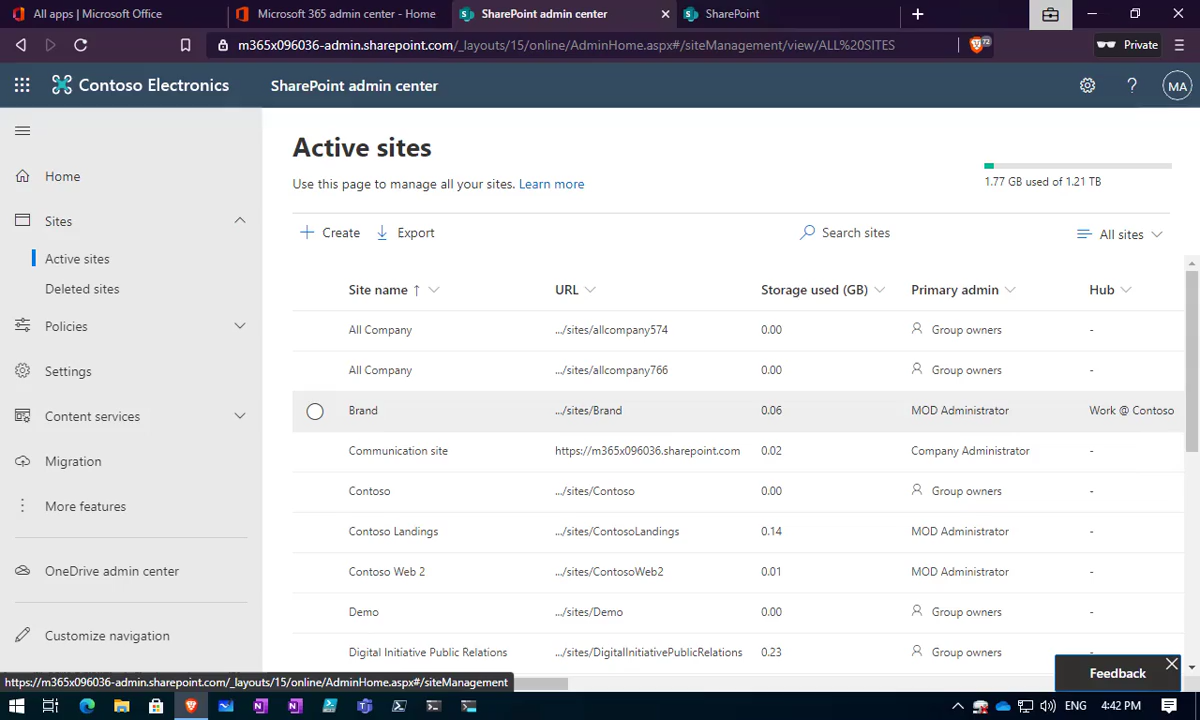 All apps | Microsoft Office
Microsoft 365 admin center - Home
SharePoint admin center
SharePoint
m365x096036-admin.sharepoint.com/_layouts/15/online/AdminHome.aspx#/siteManagement/view/ALL%20SITES
72
Private
Contoso Electronics
SharePoint admin center
?
MA
Home
Sites
Active sites
Deleted sites
Policies
Settings
Content services
Migration
More features
OneDrive admin center
Customize navigation
Active sites
Use this page to manage all your sites. Learn more
1.77 GB used of 1.21 TB
Create
Export
Search sites
All sites
Site name ↑ URL Storage used (GB) Primary admin Hub
All Company .../sites/allcompany574 0.00 Group owners -
All Company .../sites/allcompany766 0.00 Group owners -
Brand .../sites/Brand 0.06 MOD Administrator Work @ Contoso
Communication site https://m365x096036.sharepoint.com 0.02 Company Administrator -
Contoso .../sites/Contoso 0.00 Group owners -
Contoso Landings .../sites/ContosoLandings 0.14 MOD Administrator -
Contoso Web 2 .../sites/ContosoWeb2 0.01 MOD Administrator -
Demo .../sites/Demo 0.00 Group owners -
Digital Initiative Public Relations .../sites/DigitalInitiativePublicRelations 0.23 Group owners -
Feedback
https://m365x096036-admin.sharepoint.com/_layouts/15/online/AdminHome.aspx#/siteManagement
ENG
4:42 PM